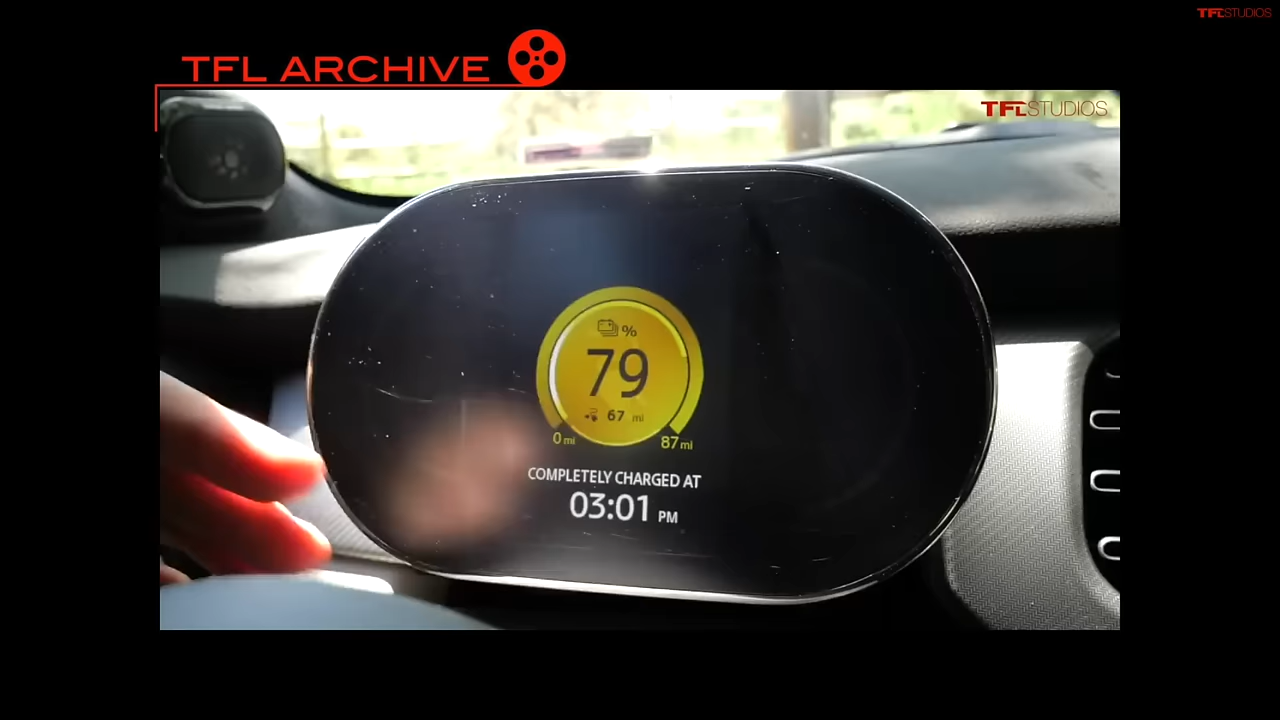 TFLSTUDIOS
TFL ARCHIVE
TFLSTUDIOS
%
79
67 mi
0 mi 87 mi
COMPLETELY CHARGED AT
03:01 PM